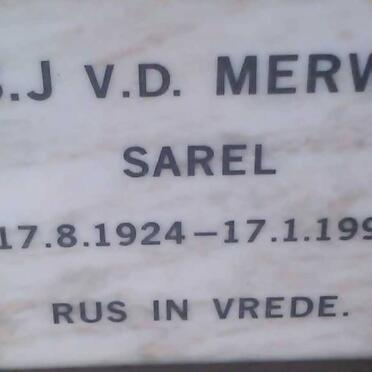 S.J V.D. MERW
SAREL
17.8.1924–17.1.199
RUS IN VREDE.